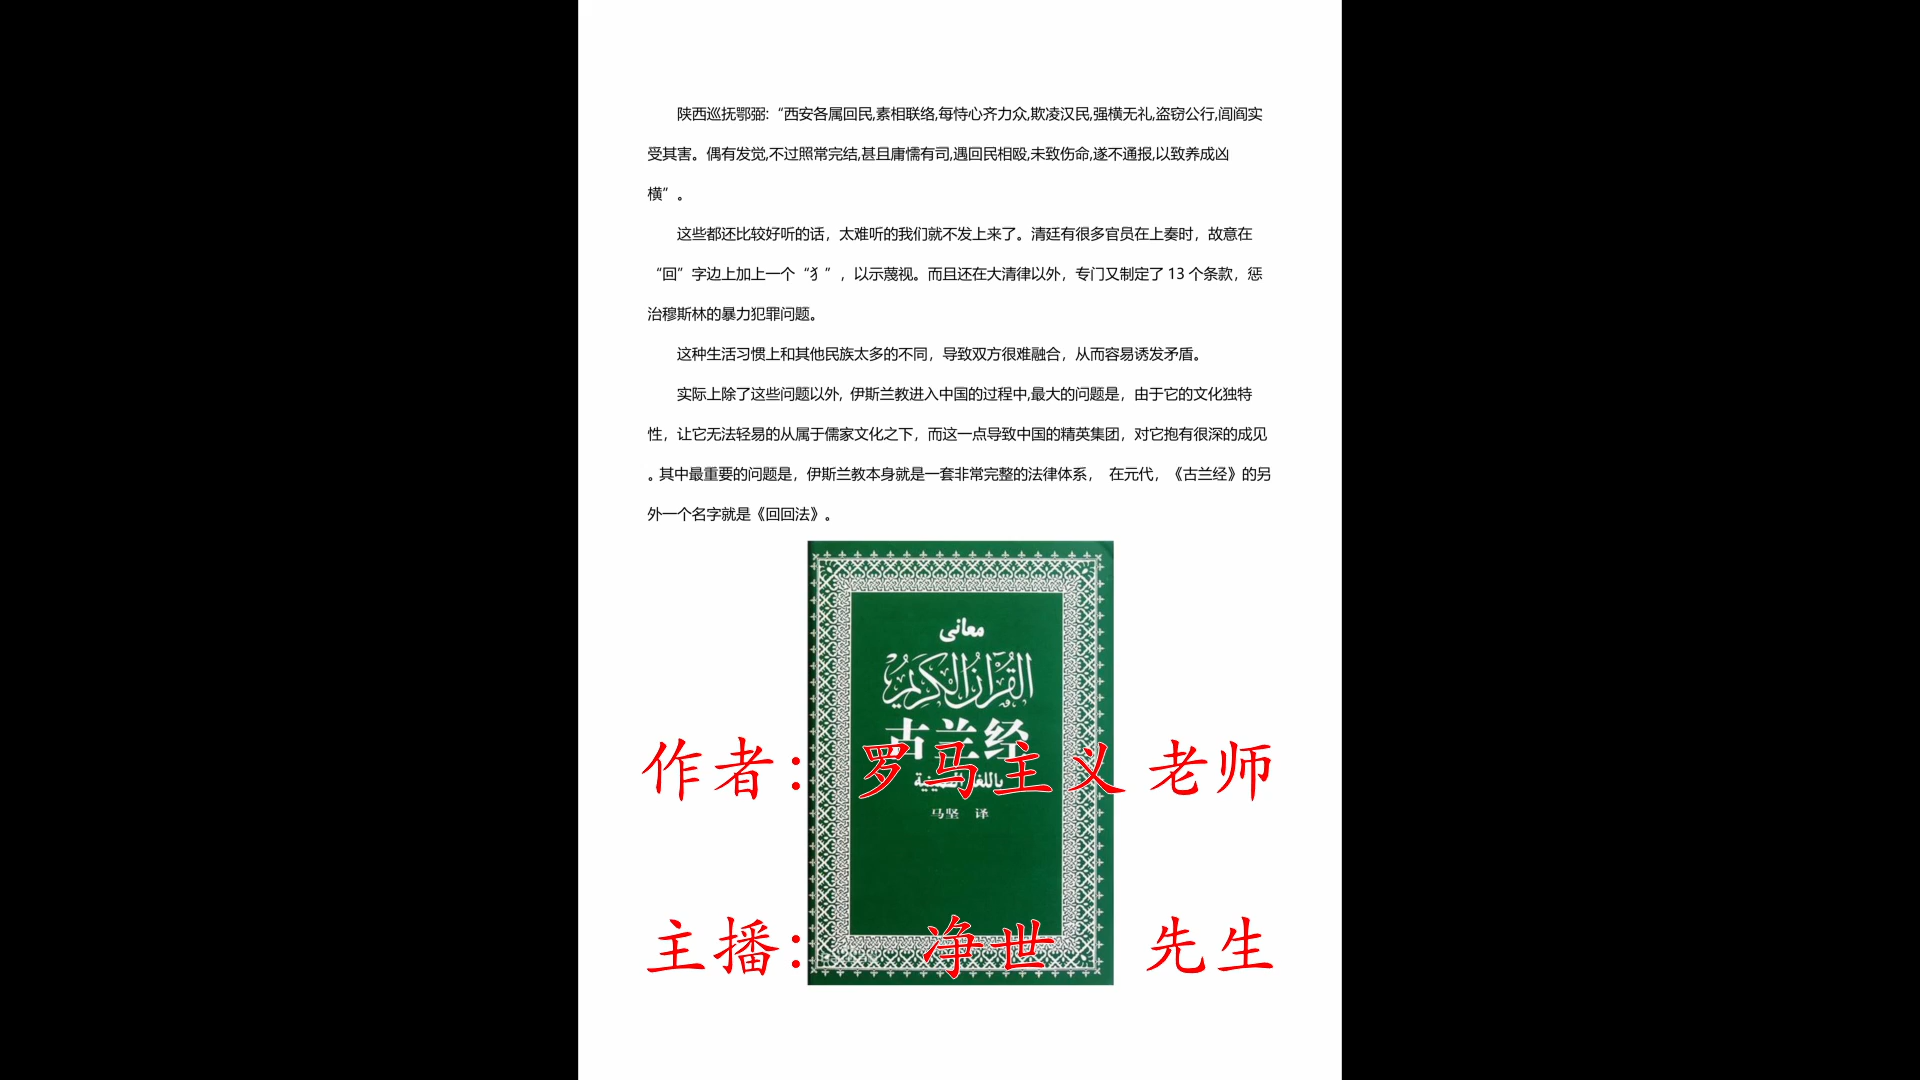 陕西巡抚鄂弼:“西安各属回民,素相联络,每恃心齐力众,欺凌汉民,强横无礼,盗窃公行,闾阎实
受其害。偶有发觉,不过照常完结,甚且庸懦有司,遇回民相殴,未致伤命,遂不通报,以致养成凶
横”。
这些都还比较好听的话，太难听的我们就不发上来了。清廷有很多官员在上奏时，故意在
“回”字边上加上一个“犭”，以示蔑视。而且还在大清律以外，专门又制定了 13 个条款，惩
治穆斯林的暴力犯罪问题。
这种生活习惯上和其他民族太多的不同，导致双方很难融合，从而容易诱发矛盾。
实际上除了这些问题以外, 伊斯兰教进入中国的过程中,最大的问题是，由于它的文化独特
性，让它无法轻易的从属于儒家文化之下，而这一点导致中国的精英集团，对它抱有很深的成见
。其中最重要的问题是，伊斯兰教本身就是一套非常完整的法律体系， 在元代，《古兰经》的另
外一个名字就是《回回法》。
معاني
القرآن الكريم
古兰经
作者： 罗马主义 老师
باللغة الصينية
马坚 译
主播： 净世 先生